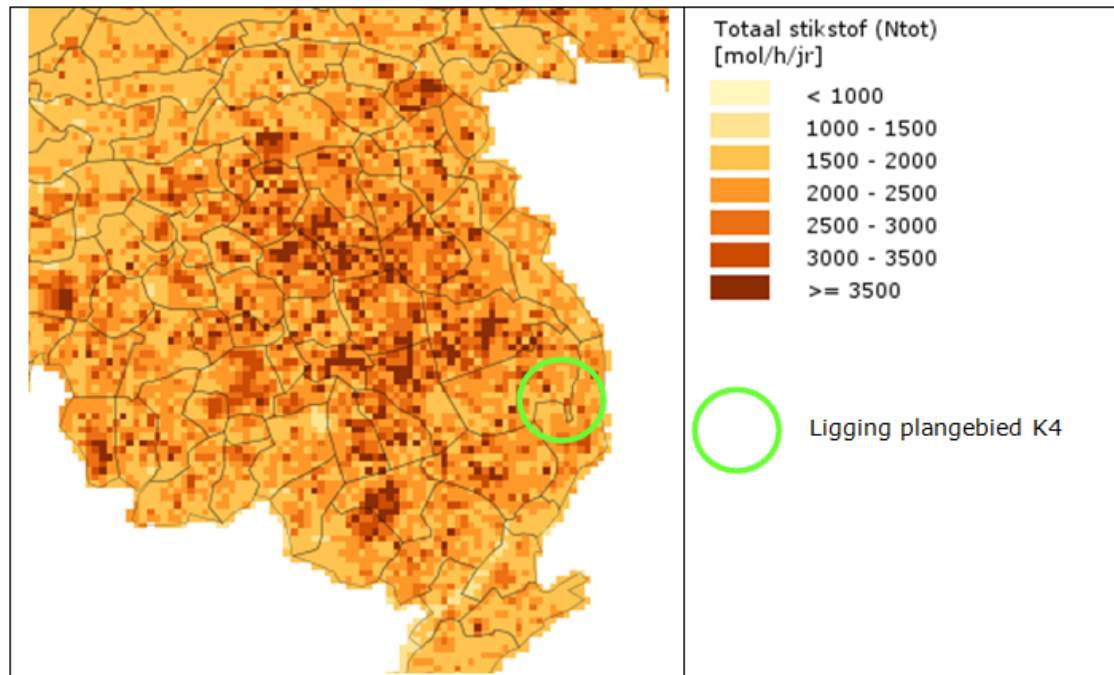 Totaal stikstof (Ntot)
[mol/h/jr]
< 1000
1000 - 1500
1500 - 2000
2000 - 2500
2500 - 3000
3000 - 3500
>= 3500
Ligging plangebied K4